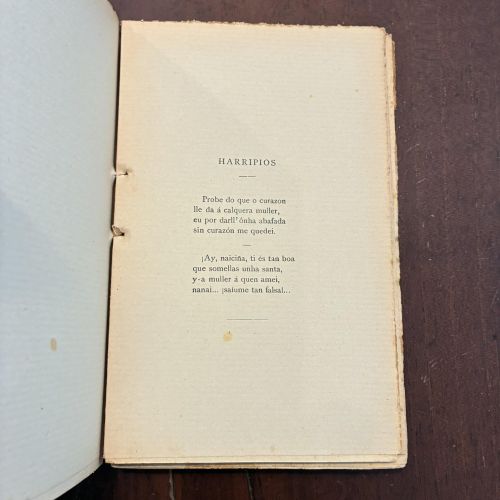 HARRIPIOS
Probe do que o curazon
lle da á calquera muller,
eu por darll' ónha abafada
sin curazón me quedei.
¡Ay, naiciña, ti és tan boa
que somellas unha santa,
y-a muller á quen amei,
nanai... ¡saíume tan falsa!...